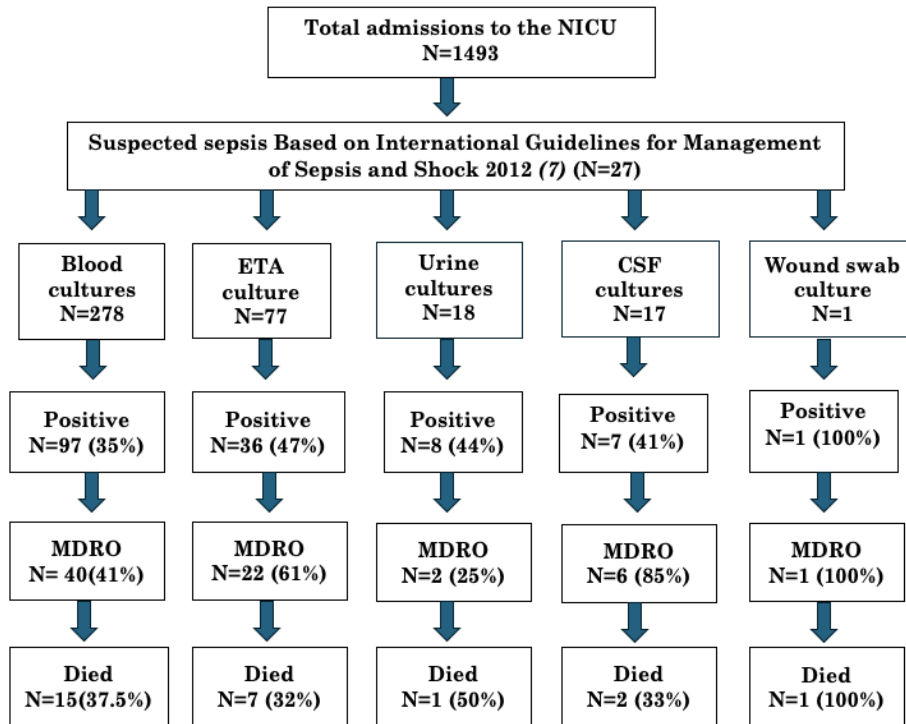 Total admissions to the NICU
N=1493
Suspected sepsis Based on International Guidelines for Management
of Sepsis and Shock 2012 (7) (N=27)
Blood
cultures
N=278
ETA
culture
N=77
Urine
cultures
N=18
CSF
cultures
N=17
Wound swab
culture
N=1
Positive
N=97 (35%)
Positive
N=36 (47%)
Positive
N=8 (44%)
Positive
N=7 (41%)
Positive
N=1 (100%)
MDRO
N= 40(41%)
MDRO
N=22 (61%)
MDRO
N=2 (25%)
MDRO
N=6 (85%)
MDRO
N=1 (100%)
Died
N=15(37.5%)
Died
N=7 (32%)
Died
N=1 (50%)
Died
N=2 (33%)
Died
N=1 (100%)